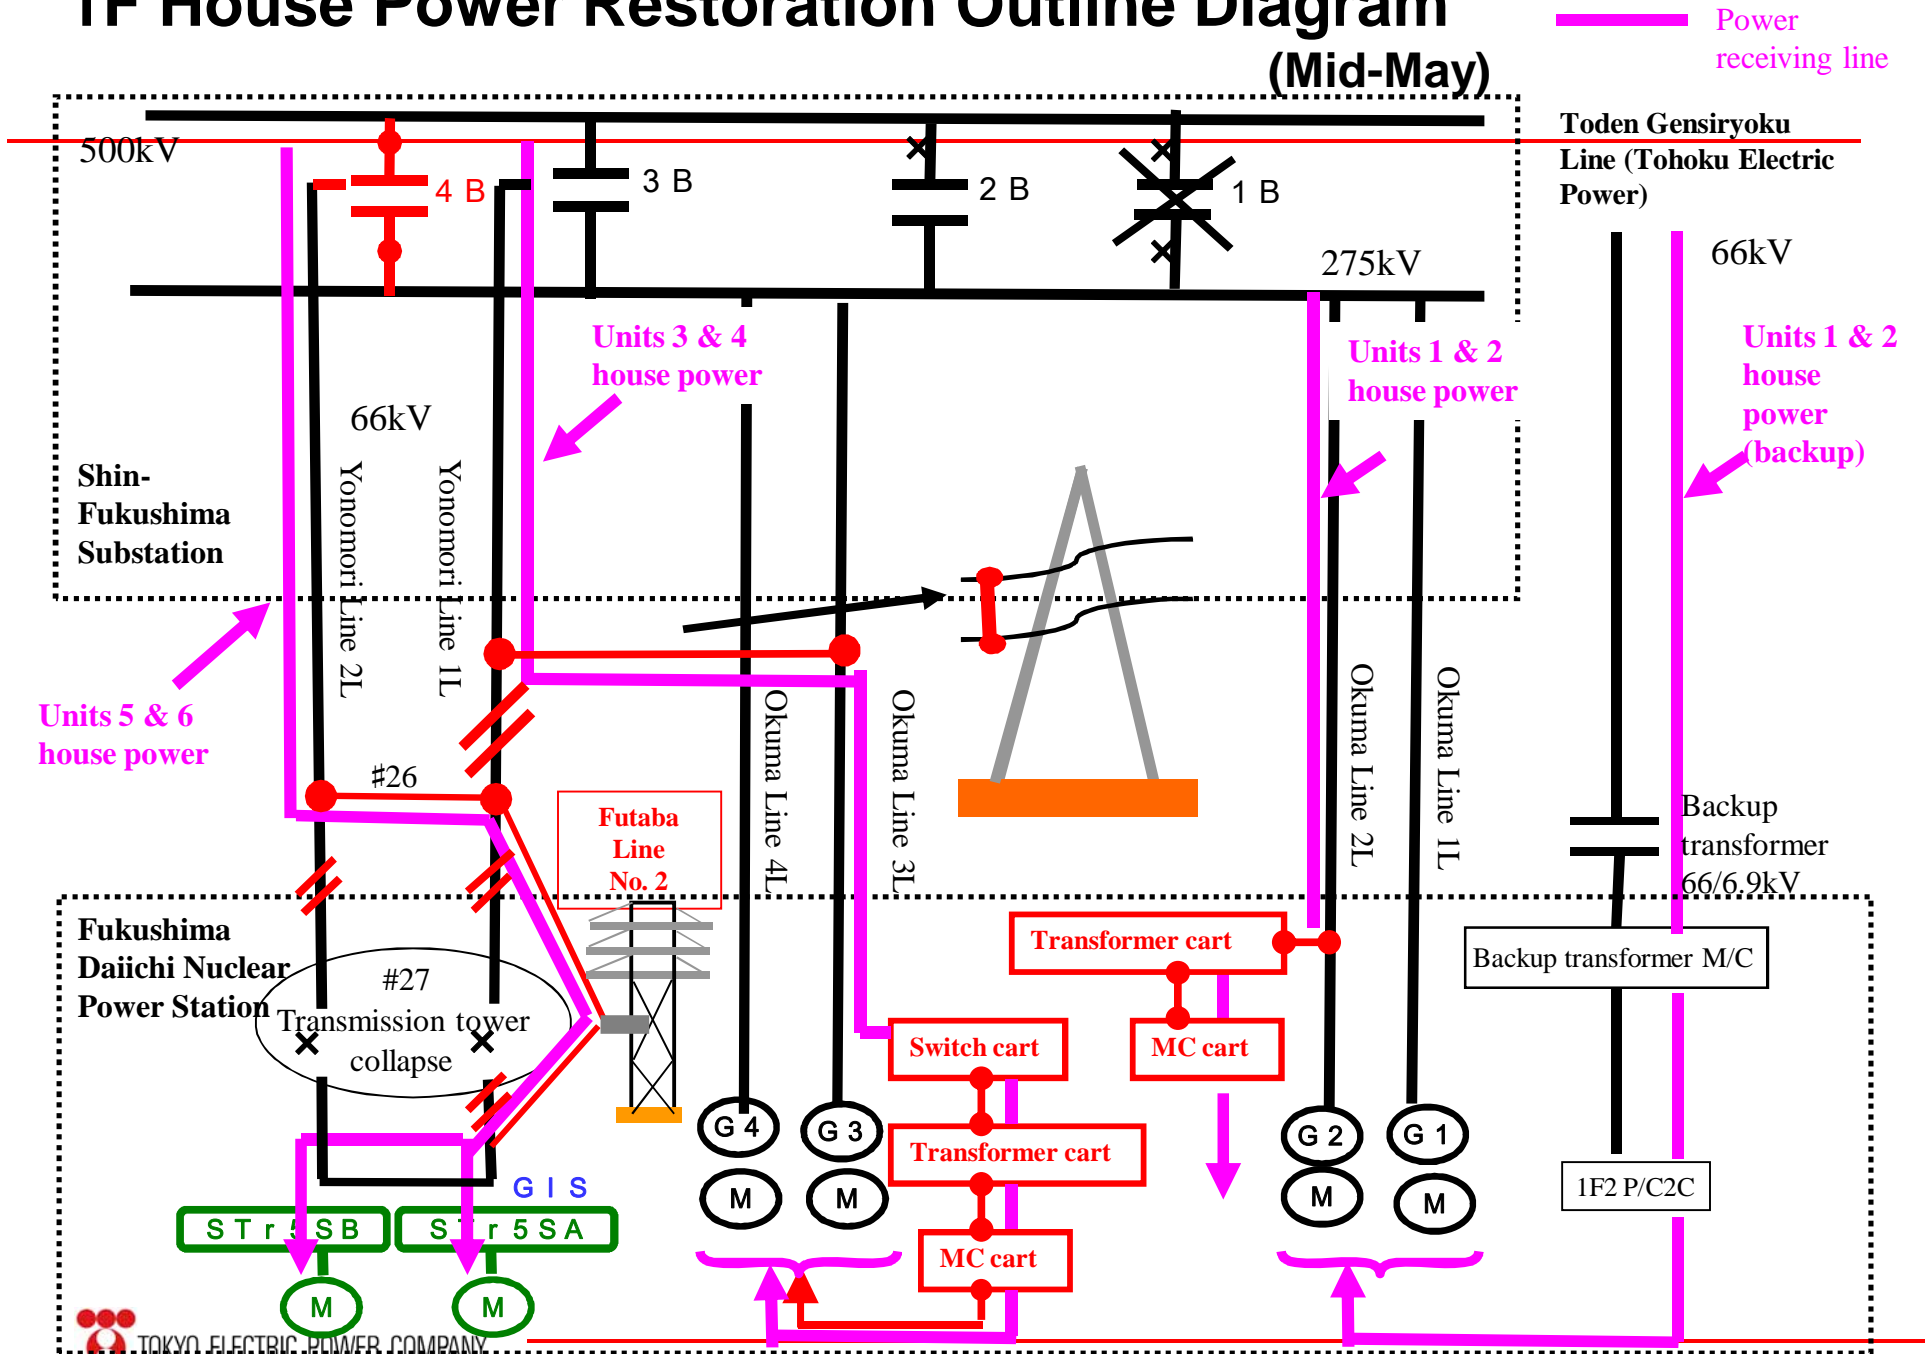 1F House Power Restoration Outline Diagram
(Mid-May)
Power
receiving line
500kV
4 B
3 B
2 B
1 B
275kV
Toden Gensiryoku
Line (Tohoku Electric
Power)
66kV
Units 3 & 4
house power
Units 1 & 2
house power
Units 1 & 2
house
power
(backup)
66kV
Shin-
Fukushima
Substation
Yonomori Line 2L
Yonomori Line 1L
Units 5 & 6
house power
#26
Futaba
Line
No. 2
Okuma Line 4L
Okuma Line 3L
Okuma Line 2L
Okuma Line 1L
Backup
transformer
66/6.9kV
Fukushima
Daiichi Nuclear
Power Station
#27
Transmission tower
collapse
Transformer cart
Backup transformer M/C
Switch cart
MC cart
G 4
G 3
G 2
G 1
Transformer cart
M
M
M
M
1F2 P/C2C
G I S
S T r 5 S B
S T r 5 S A
MC cart
M
M
TOKYO ELECTRIC POWER COMPANY